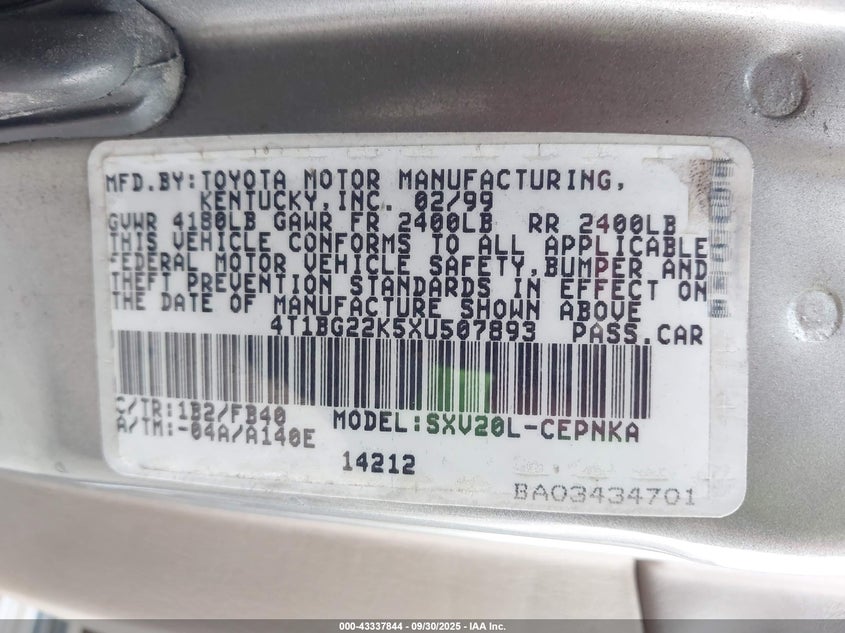 MFD.BY:TOYOTA MOTOR MANUFACTURING,
KENTUCKY,INC. 02/99
GVWR 4180LB GAWR FR 2400LB RR 2400LB
THIS VEHICLE CONFORMS TO ALL APPLICABLE
FEDERAL MOTOR VEHICLE SAFETY,BUMPER AND
THEFT PREVENTION STANDARDS IN EFFECT ON
THE DATE OF MANUFACTURE SHOWN ABOVE
4T1BG22K5XU507893 PASS.CAR
C/TR:1B2/FB40 MODEL:SXV20L-CEPNKA
A/TM:-04A/A140E
14212
BA03434701
000-43337844 / 09/30/2025 - IAA Inc.